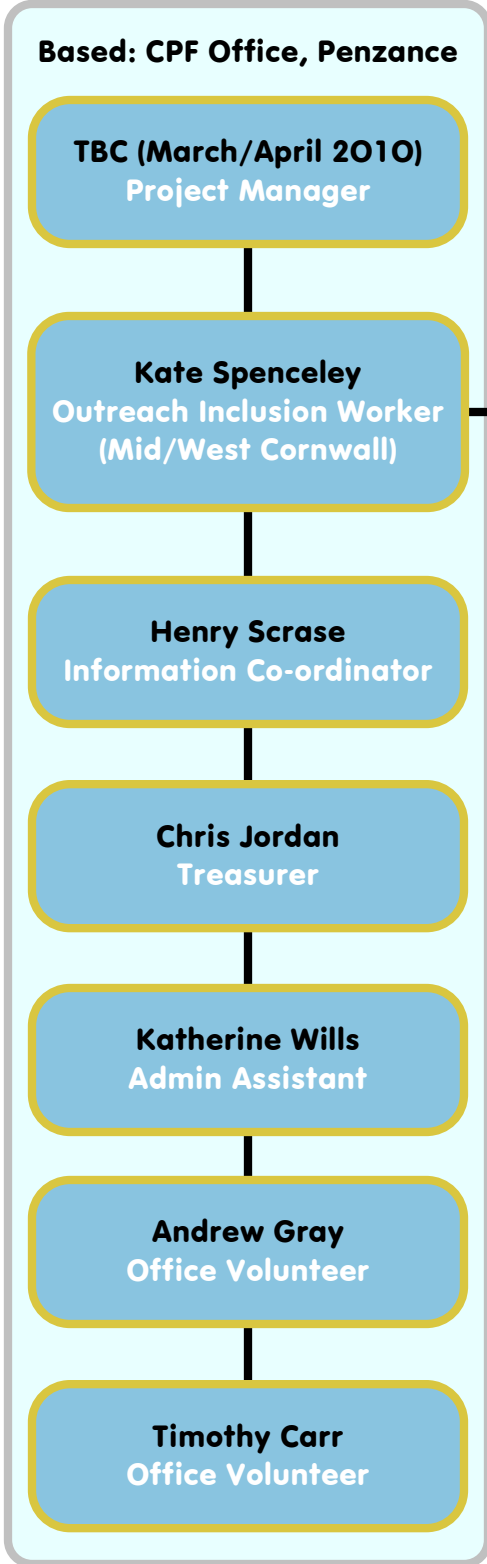 Based: CPF Office, Penzance
TBC (March/April 2010)
Project Manager
Kate Spenceley
Outreach Inclusion Worker
(Mid/West Cornwall)
Henry Scrase
Information Co-ordinator
Chris Jordan
Treasurer
Katherine Wills
Admin Assistant
Andrew Gray
Office Volunteer
Timothy Carr
Office Volunteer